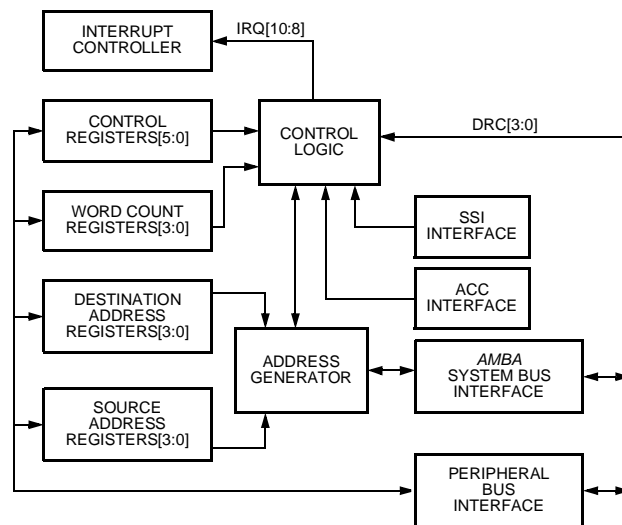 INTERRUPT
CONTROLLER
IRQ[10:8]
CONTROL
REGISTERS[5:0]
CONTROL
LOGIC
DRC[3:0]
WORD COUNT
REGISTERS[3:0]
SSI
INTERFACE
ACC
INTERFACE
DESTINATION
ADDRESS
REGISTERS[3:0]
ADDRESS
GENERATOR
AMBA
SYSTEM BUS
INTERFACE
SOURCE
ADDRESS
REGISTERS[3:0]
PERIPHERAL
BUS
INTERFACE